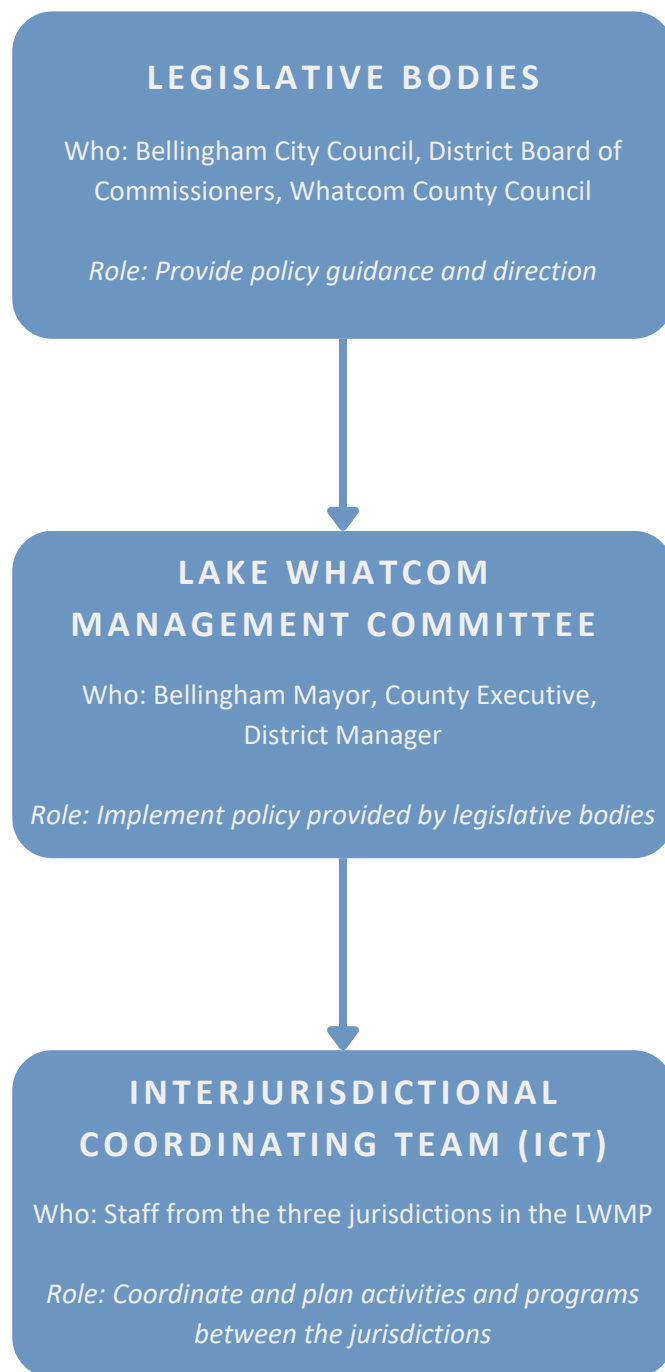 LEGISLATIVE BODIES
Who: Bellingham City Council, District Board of
Commissioners, Whatcom County Council
Role: Provide policy guidance and direction
LAKE WHATCOM
MANAGEMENT COMMITTEE
Who: Bellingham Mayor, County Executive,
District Manager
Role: Implement policy provided by legislative bodies
INTERJURISDICTIONAL
COORDINATING TEAM (ICT)
Who: Staff from the three jurisdictions in the LWMP
Role: Coordinate and plan activities and programs
between the jurisdictions